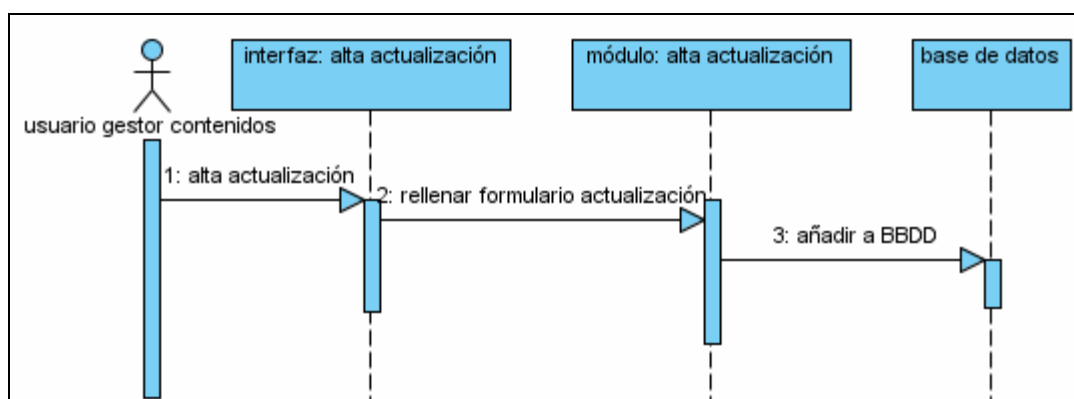 interfaz: alta actualización
módulo: alta actualización
base de datos
usuario gestor contenidos
1: alta actualización
2: rellenar formulario actualización
3: añadir a BBDD